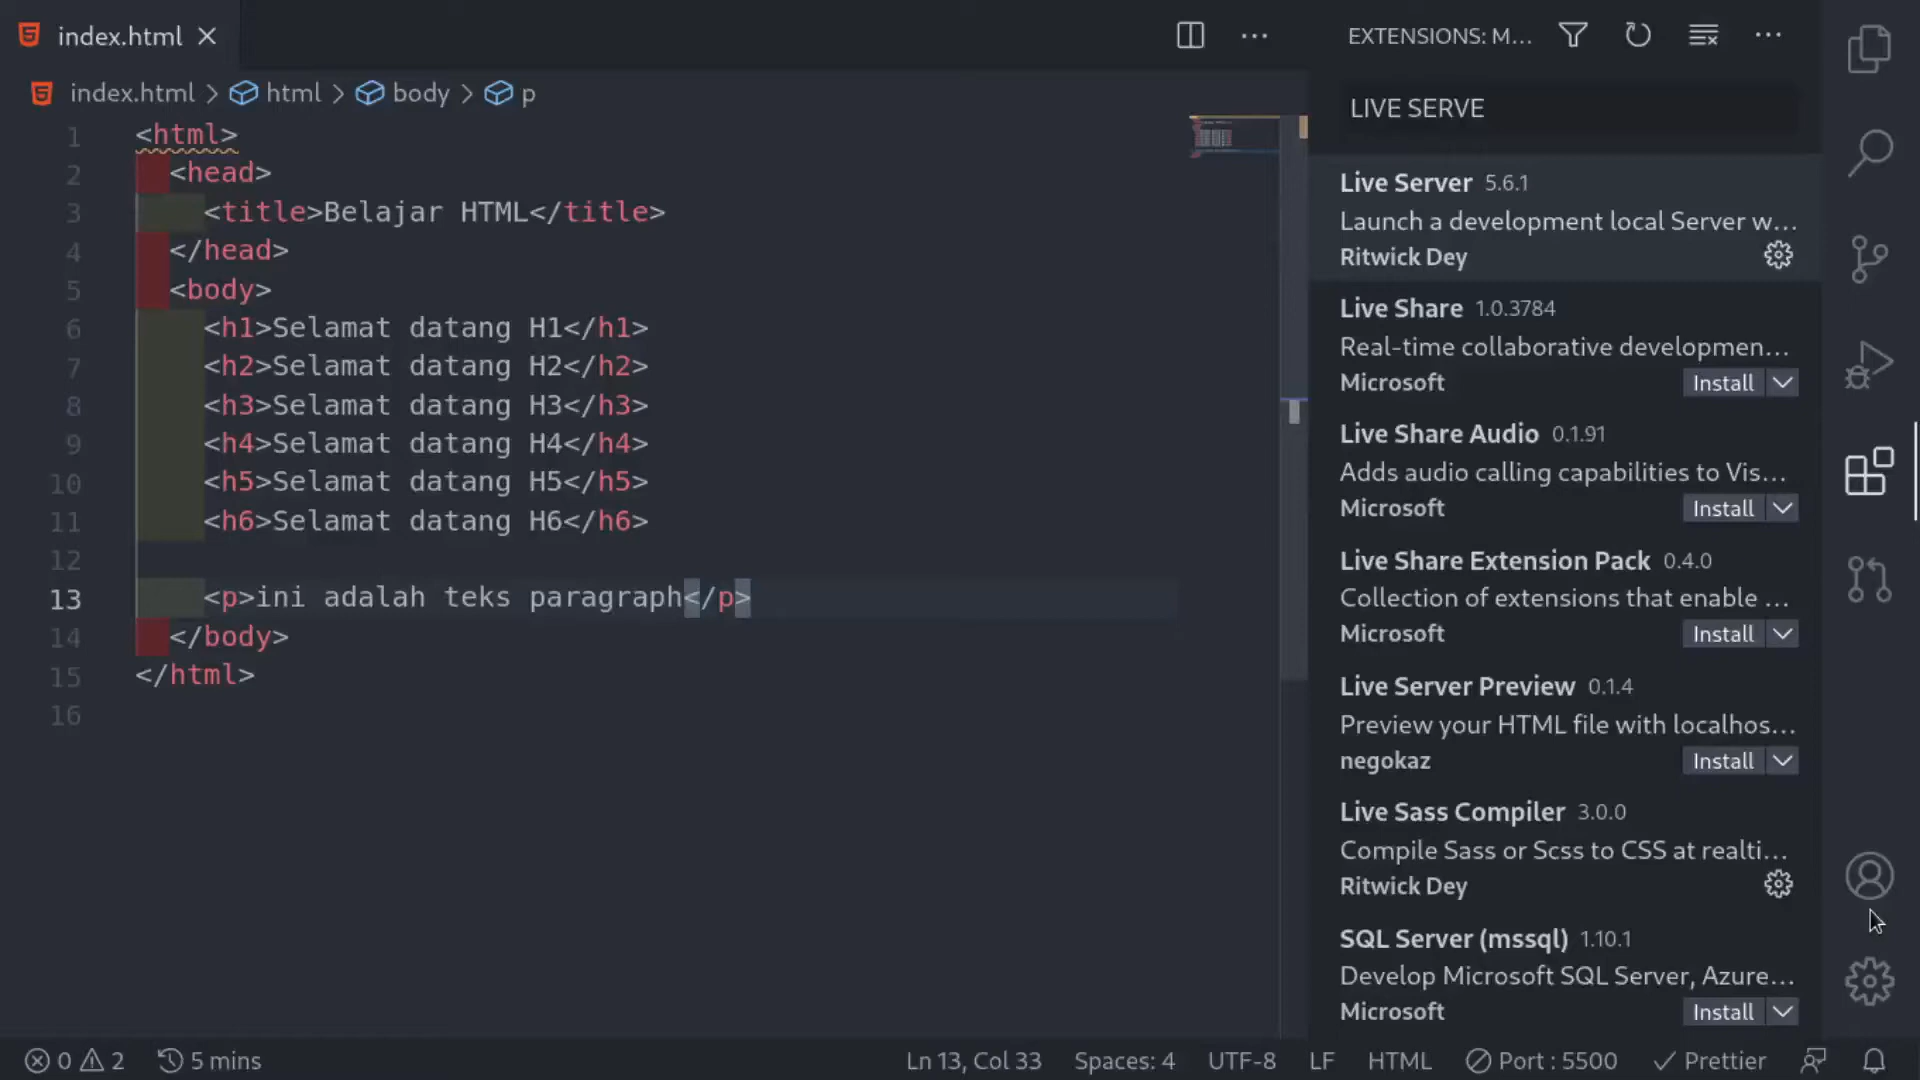 index.html
EXTENSIONS: M...
index.html > html > body > p
LIVE SERVE
1 <html>
2 <head>
3 <title>Belajar HTML</title>
4 </head>
5 <body>
6 <h1>Selamat datang H1</h1>
7 <h2>Selamat datang H2</h2>
8 <h3>Selamat datang H3</h3>
9 <h4>Selamat datang H4</h4>
10 <h5>Selamat datang H5</h5>
11 <h6>Selamat datang H6</h6>
12
13 <p>ini adalah teks paragraph</p>
14 </body>
15 </html>
16
Live Server 5.6.1
Launch a development local Server w...
Ritwick Dey
Live Share 1.0.3784
Real-time collaborative developmen...
Microsoft Install
Live Share Audio 0.1.91
Adds audio calling capabilities to Vis...
Microsoft Install
Live Share Extension Pack 0.4.0
Collection of extensions that enable ...
Microsoft Install
Live Server Preview 0.1.4
Preview your HTML file with localhos...
negokaz Install
Live Sass Compiler 3.0.0
Compile Sass or Scss to CSS at realti...
Ritwick Dey
SQL Server (mssql) 1.10.1
Develop Microsoft SQL Server, Azure...
Microsoft Install
0 2 5 mins Ln 13, Col 33 Spaces: 4 UTF-8 LF HTML Port : 5500 Prettier